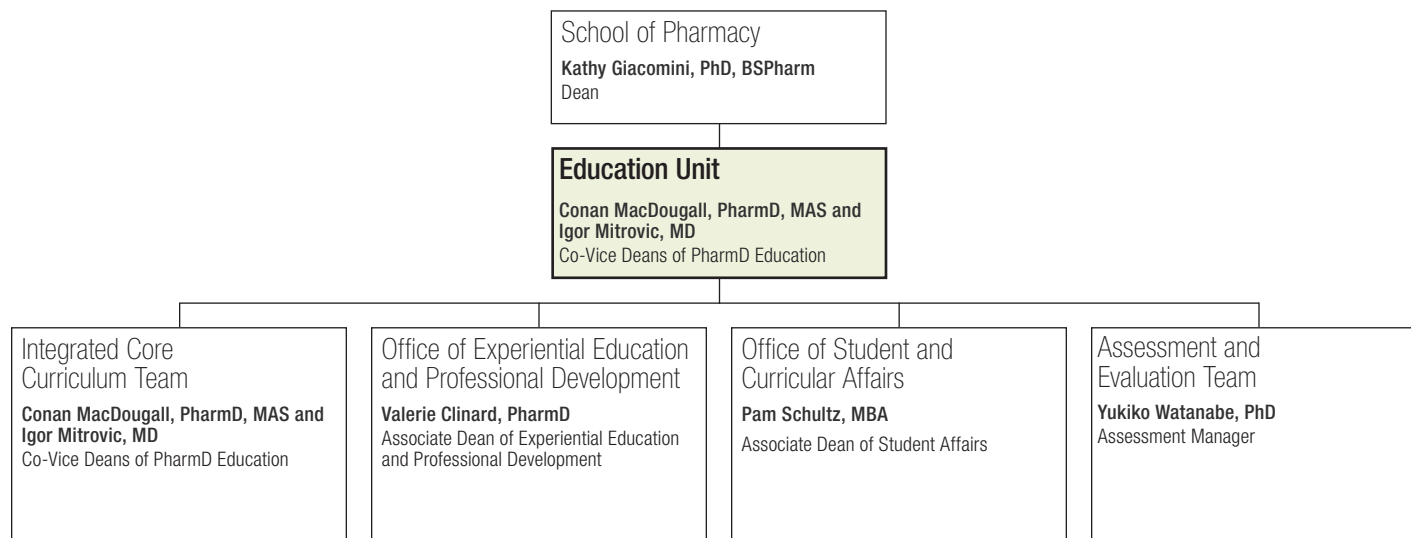 School of Pharmacy
Kathy Giacomini, PhD, BSPharm
Dean
Education Unit
Conan MacDougall, PharmD, MAS and
Igor Mitrovic, MD
Co-Vice Deans of PharmD Education
Integrated Core
Curriculum Team
Conan MacDougall, PharmD, MAS and
Igor Mitrovic, MD
Co-Vice Deans of PharmD Education
Office of Experiential Education
and Professional Development
Valerie Clinard, PharmD
Associate Dean of Experiential Education
and Professional Development
Office of Student and
Curricular Affairs
Pam Schultz, MBA
Associate Dean of Student Affairs
Assessment and
Evaluation Team
Yukiko Watanabe, PhD
Assessment Manager